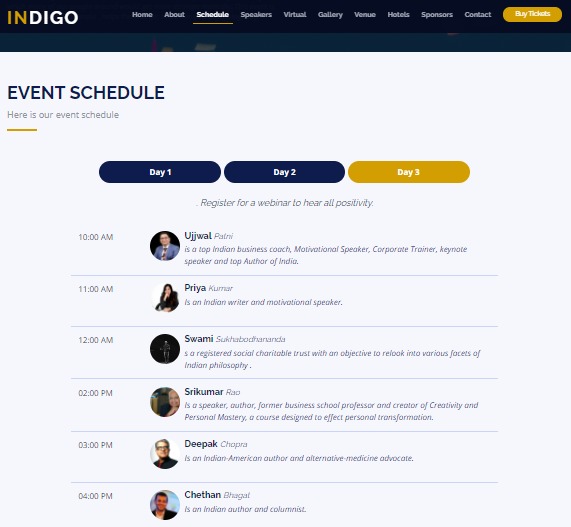 INDIGO
Home About Schedule Speakers Virtual Gallery Venue Hotels Sponsors Contact Buy Tickets
EVENT SCHEDULE
Here is our event schedule
Day 1 Day 2 Day 3
. Register for a webinar to hear all positivity.
10:00 AM
Ujjwal Patni
is a top Indian business coach, Motivational Speaker, Corporate Trainer, keynote
speaker and top Author of India.
11:00 AM
Priya Kumar
Is an Indian writer and motivational speaker.
12:00 AM
Swami Sukhabodhananda
s a registered social charitable trust with an objective to relook into various facets of
Indian philosophy .
02:00 PM
Srikumar Rao
Is a speaker, author, former business school professor and creator of Creativity and
Personal Mastery, a course designed to effect personal transformation.
03:00 PM
Deepak Chopra
Is an Indian-American author and alternative-medicine advocate.
04:00 PM
Chethan Bhagat
Is an Indian author and columnist.